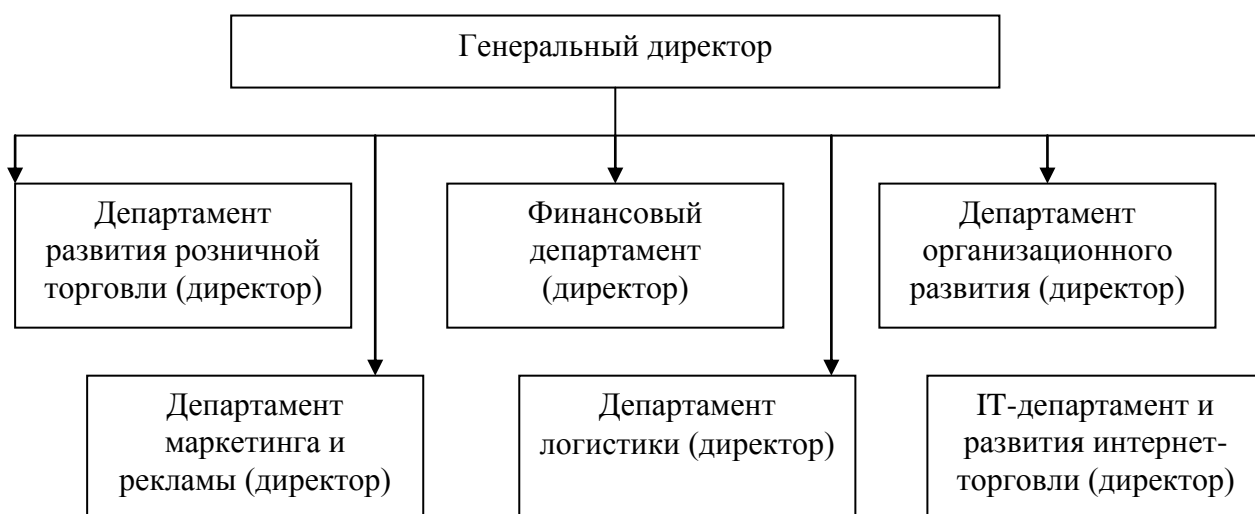 Генеральный директор
Департамент
развития розничной
торговли (директор)
Финансовый
департамент
(директор)
Департамент
организационного
развития (директор)
Департамент
маркетинга и
рекламы (директор)
Департамент
логистики (директор)
IT-департамент и
развития интернет-
торговли (директор)